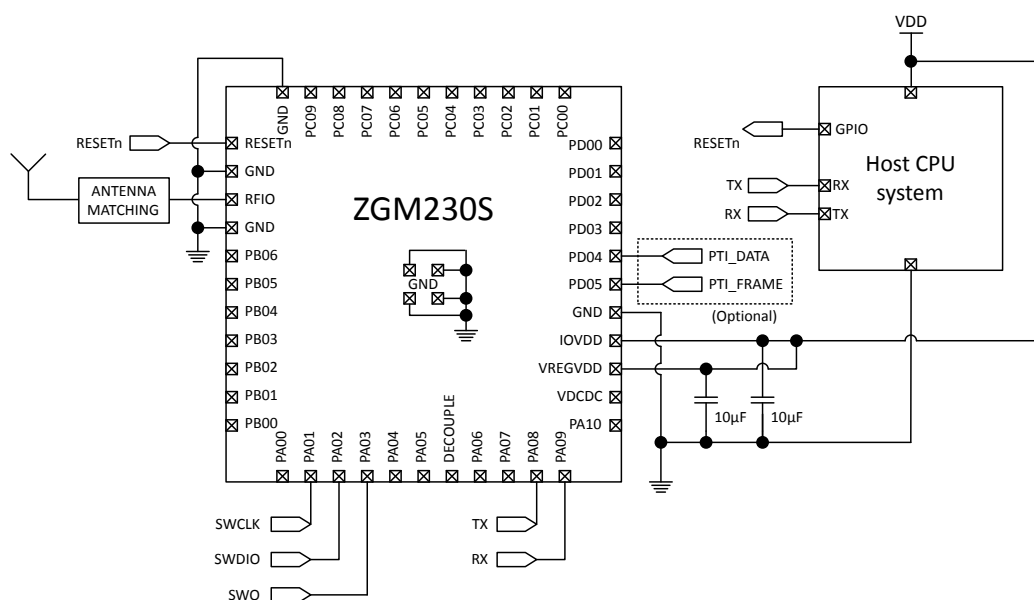 VDD
GND
PC09
PC08
PC07
PC06
PC05
PC04
PC03
PC02
PC01
PC00
RESETn
RESETn
GND
ANTENNA
MATCHING
RFIO
GND
PB06
PB05
PB04
PB03
PB02
PB01
PB00
ZGM230S
GND
PD00
PD01
PD02
PD03
PD04
PD05
GND
IOVDD
VREGVDD
VDCDC
PA10
PTI_DATA
PTI_FRAME
(Optional)
RESETn
GPIO
Host CPU
system
TX
RX
RX
TX
10µF
10µF
PA00
PA01
PA02
PA03
PA04
PA05
DECOUPLE
PA06
PA07
PA08
PA09
SWCLK
TX
SWDIO
RX
SWO